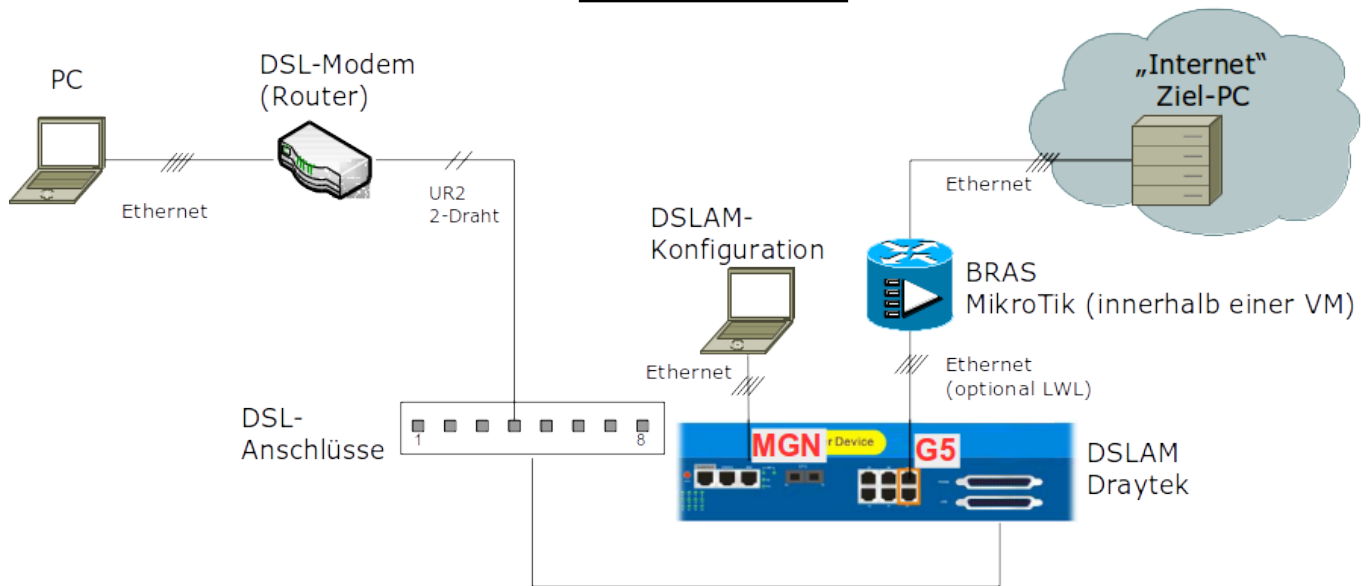 PC
DSL-Modem
(Router)
Ethernet
UR2
2-Draht
„Internet“
Ziel-PC
Ethernet
DSLAM-
Konfiguration
BRAS
MikroTik (innerhalb einer VM)
Ethernet
Ethernet
(optional LWL)
DSL-
Anschlüsse
1
8
MGN
r Device
G5
DSLAM
Draytek